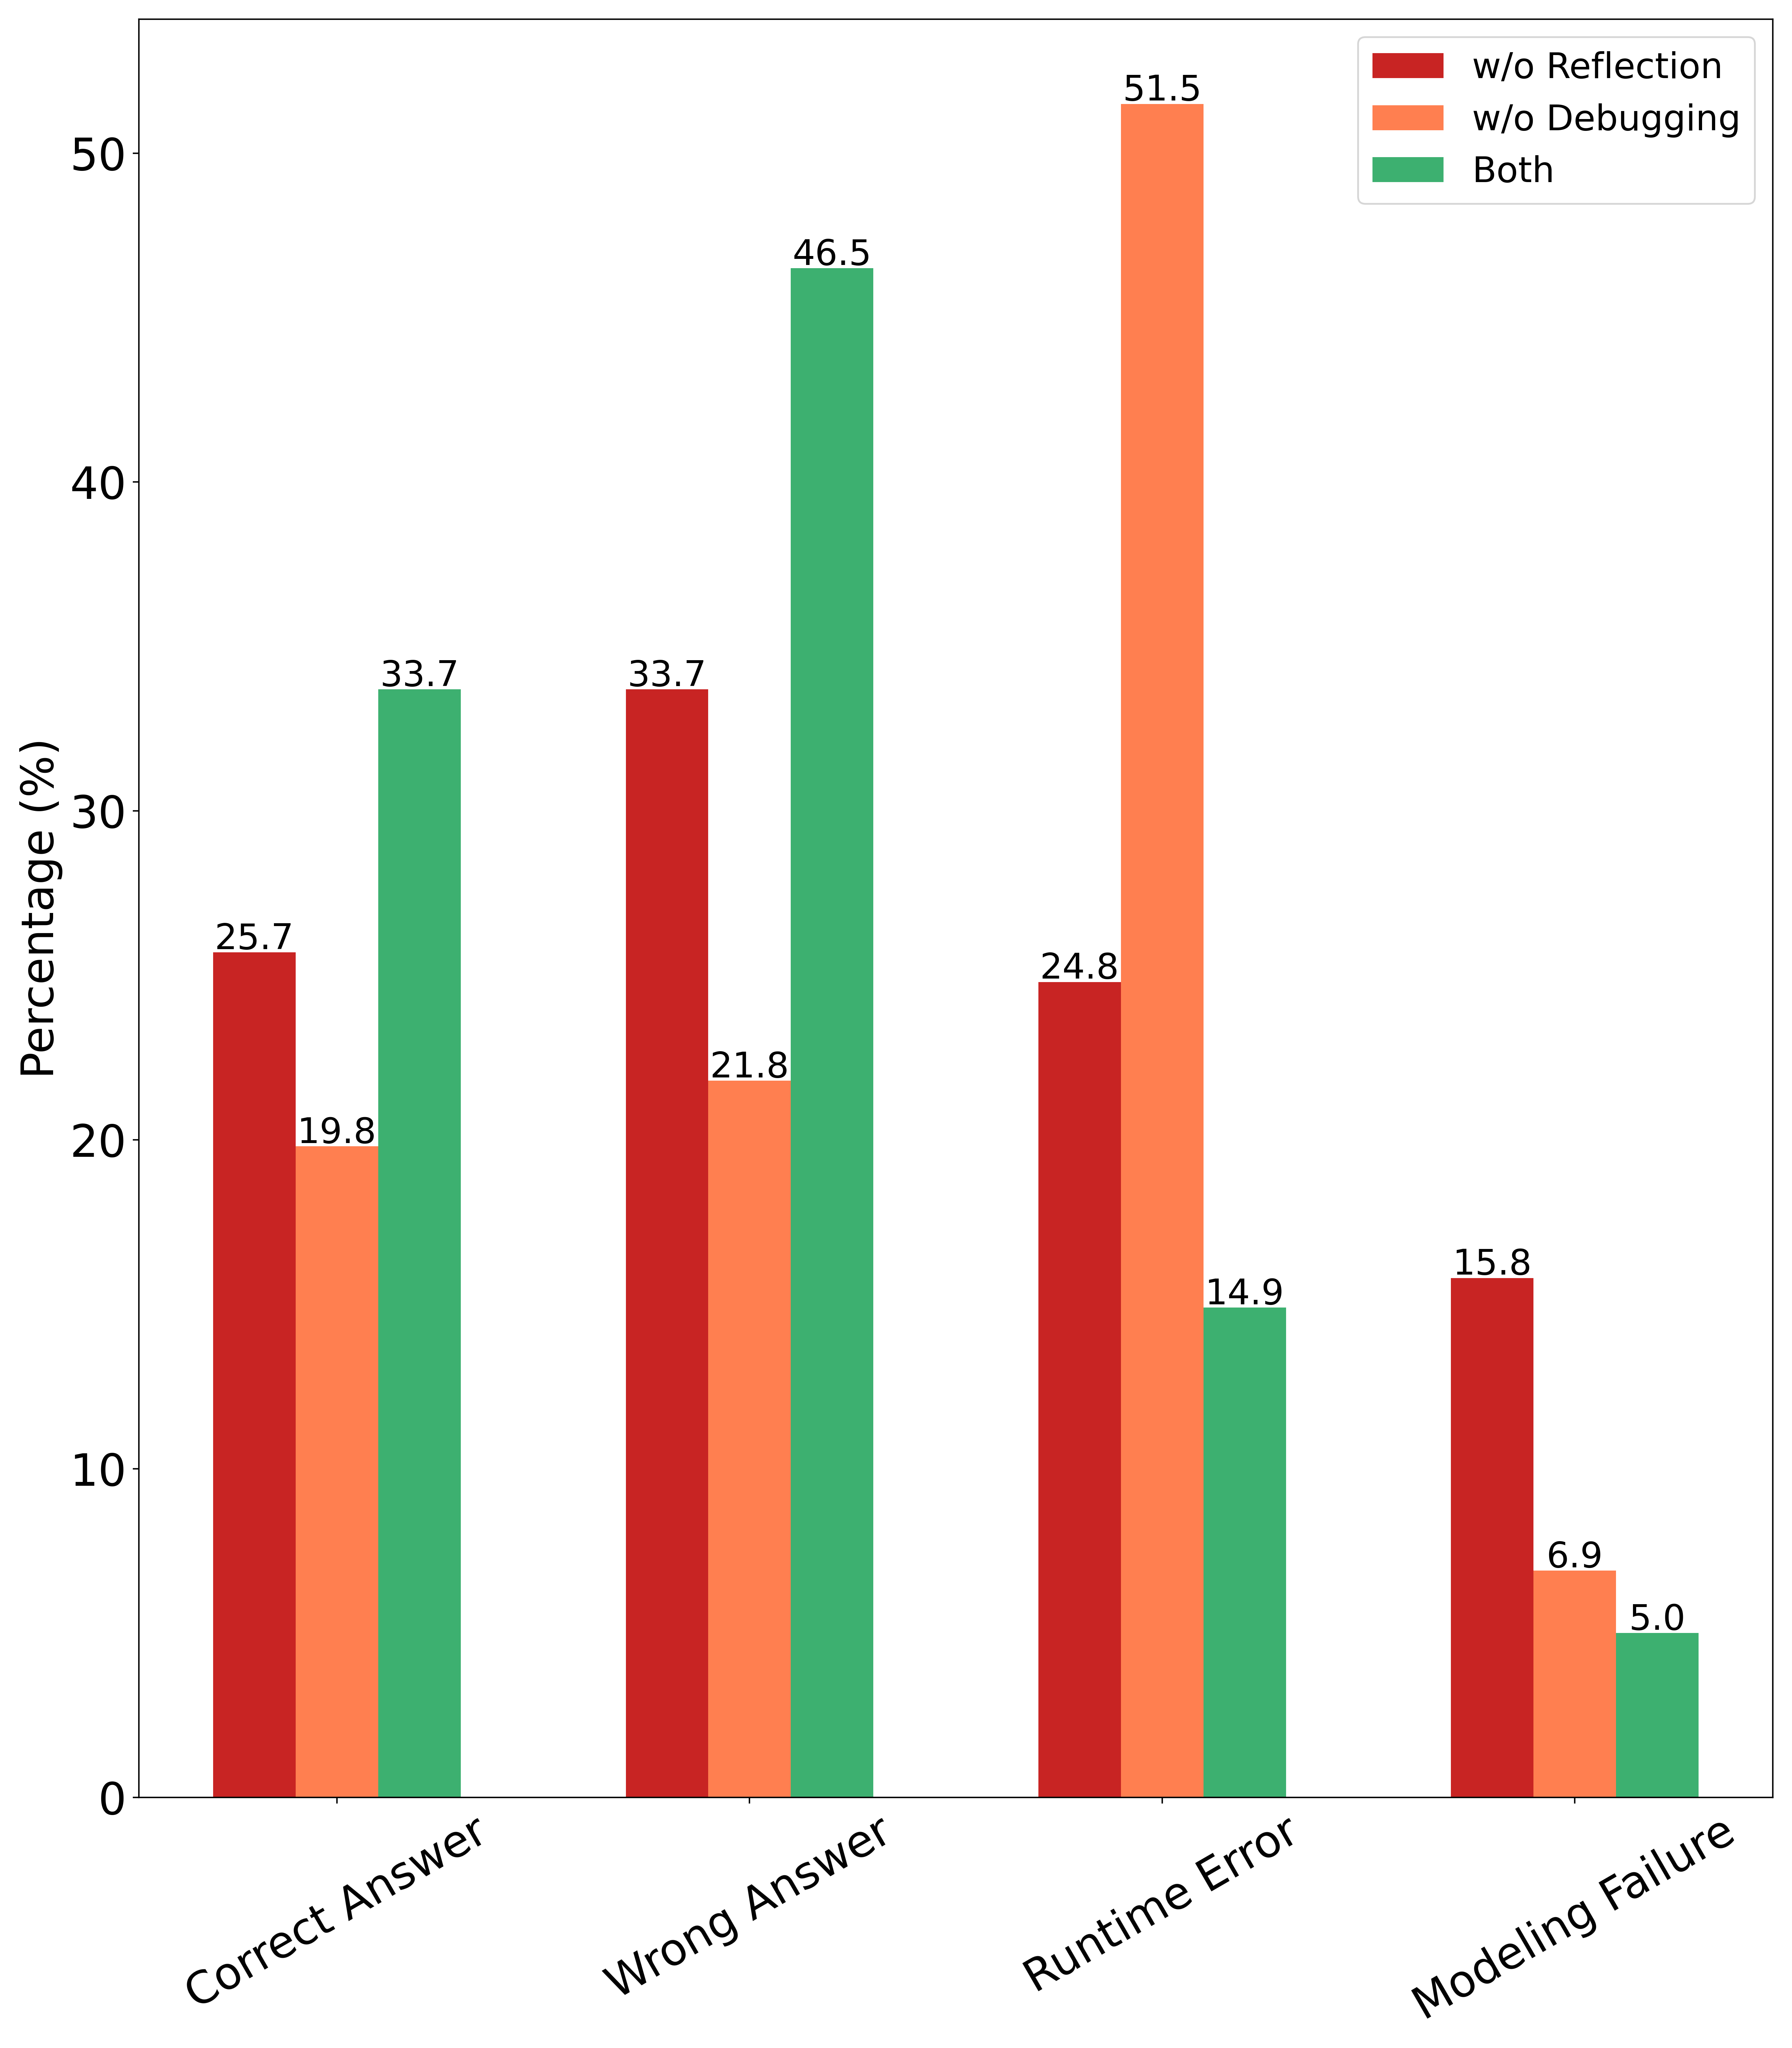 w/o Reflection
w/o Debugging
Both
Percentage (%)
50
40
30
20
10
0
25.7
19.8
33.7
33.7
21.8
46.5
24.8
51.5
14.9
15.8
6.9
5.0
Correct Answer
Wrong Answer
Runtime Error
Modeling Failure